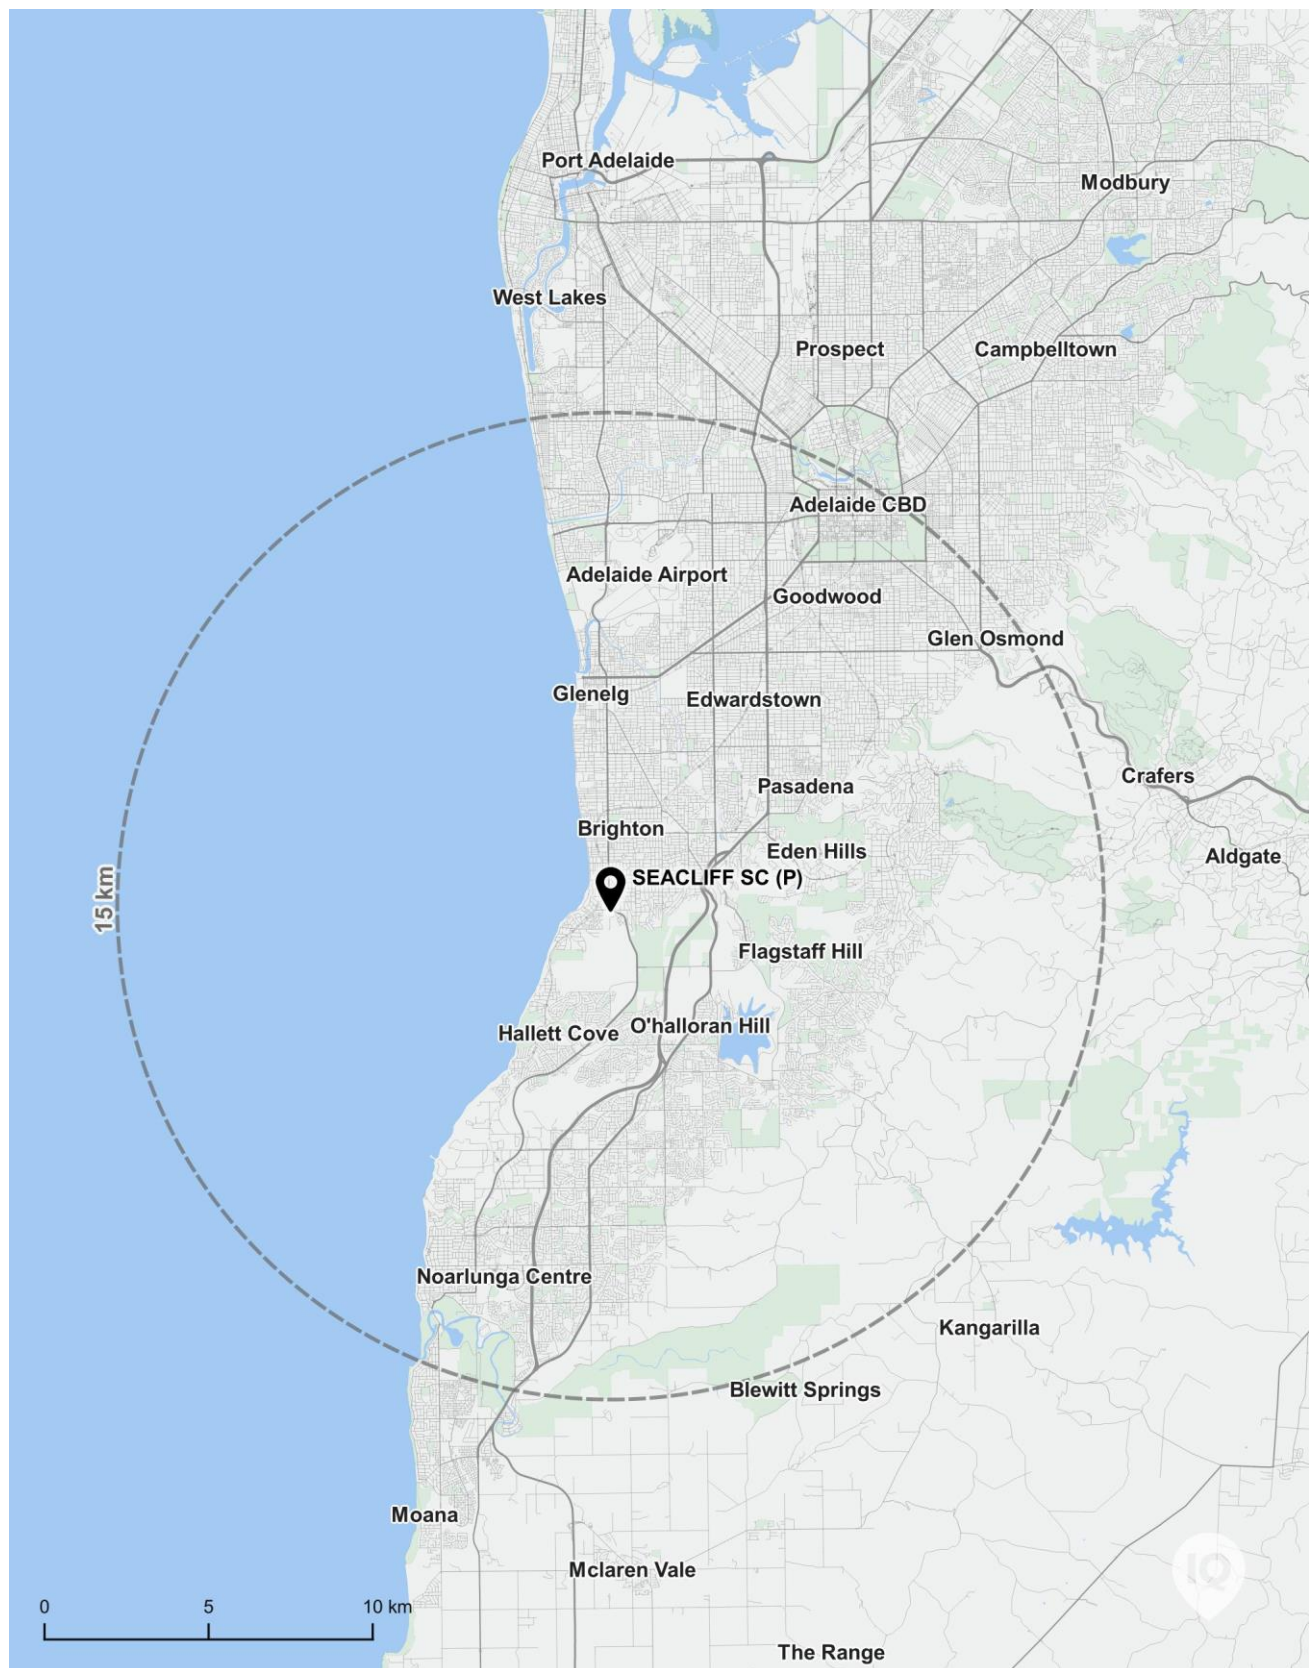 Port Adelaide
Modbury
West Lakes
Prospect
Campbelltown
Adelaide CBD
Adelaide Airport
Goodwood
Glen Osmond
Glenelg
Edwardstown
Crafers
Pasadena
Brighton
Eden Hills
Aldgate
SEACLIFF SC (P)
15 km
Flagstaff Hill
Hallett Cove
O'halloran Hill
Noarlunga Centre
Kangarilla
Blewitt Springs
Moana
Mclaren Vale
IQ
0 5 10 km
The Range